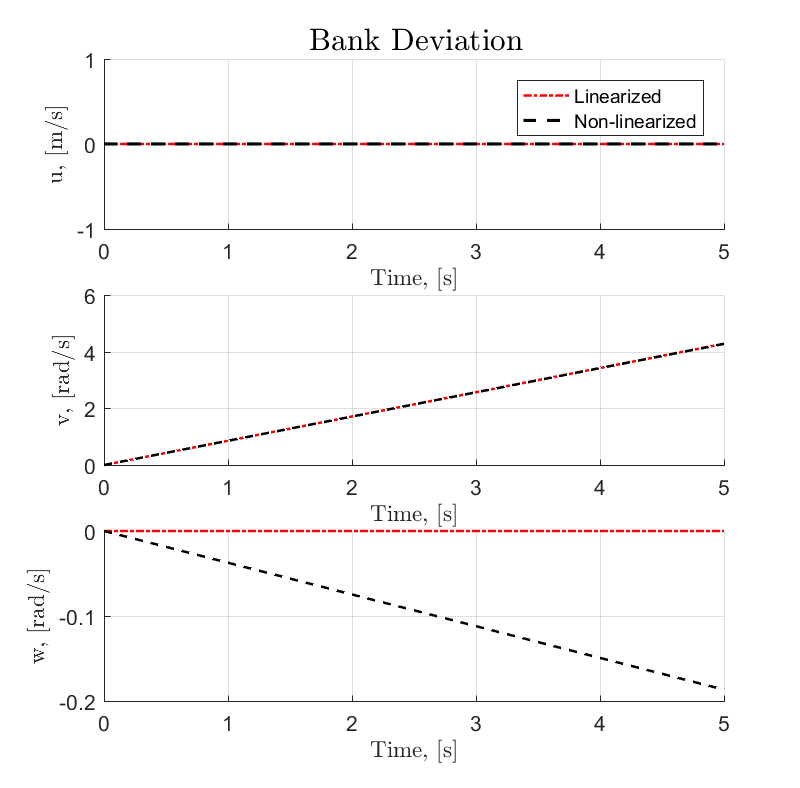 Bank Deviation
1
0
-1
u, [m/s]
Linearized
Non-linearized
0 1 2 3 4 5
Time, [s]
6
4
2
0
v, [rad/s]
0 1 2 3 4 5
Time, [s]
0
-0.1
-0.2
w, [rad/s]
0 1 2 3 4 5
Time, [s]